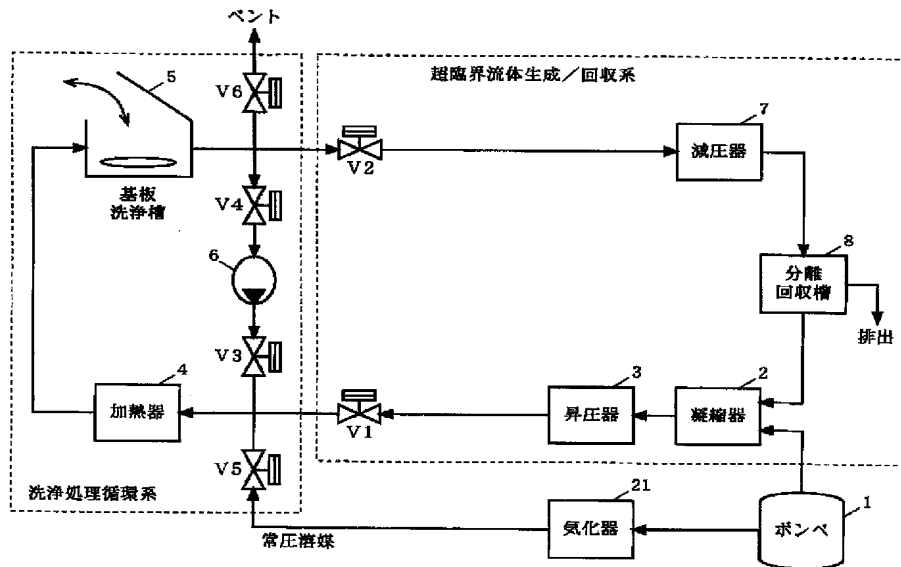 ベント
超臨界流体生成/回収系
5
V6
7
減圧器
V2
基板
洗浄槽
V4
8
分離
回収槽
6
排出
V3
4
加熱器
3
昇圧器
2
凝縮器
V1
V5
洗浄処理循環系
21
気化器
常圧溶媒
1
ボンベ